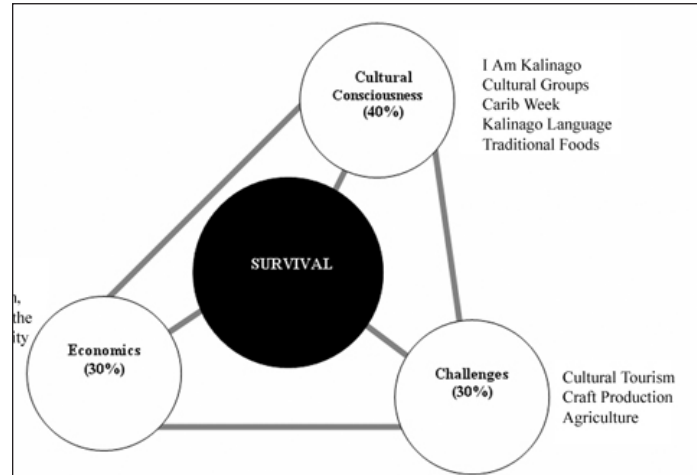 Cultural
Consciousness
(40%)
I Am Kalinago
Cultural Groups
Carib Week
Kalinago Language
Traditional Foods
SURVIVAL
the
Economics
(30%)
Challenges
(30%)
Cultural Tourism
Craft Production
Agriculture